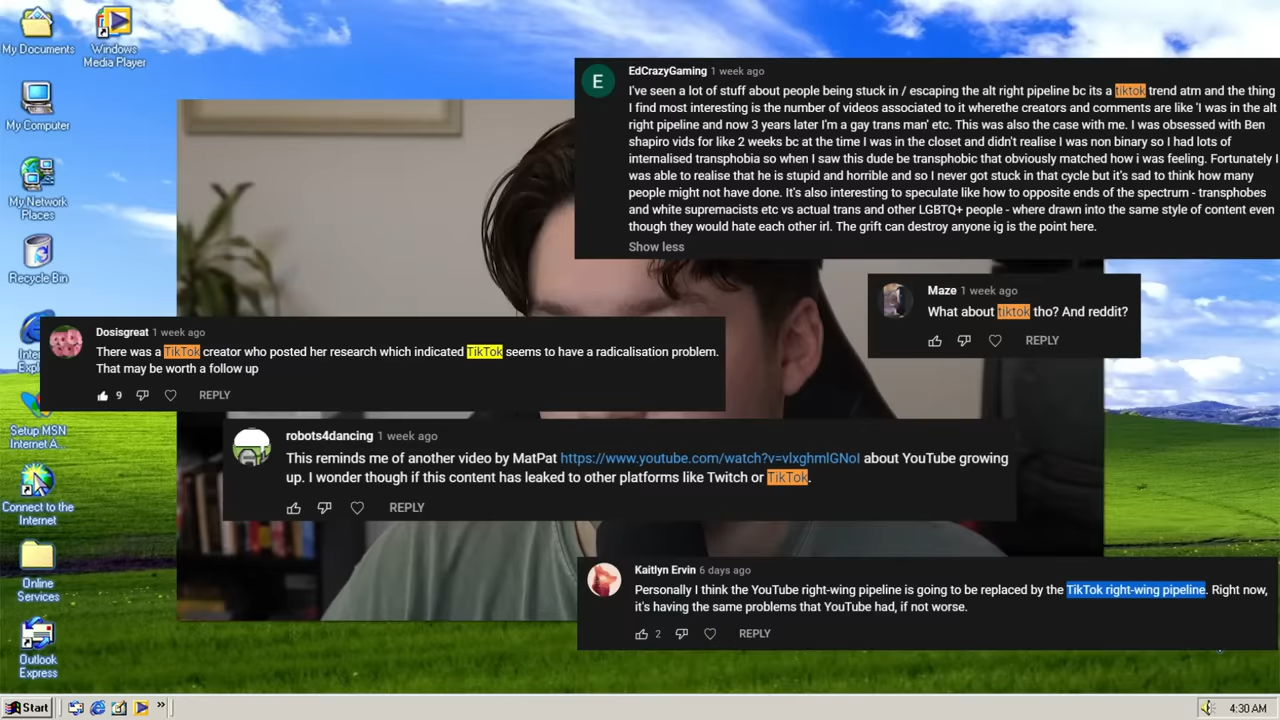 My Documents
Windows
Media Player
My Computer
My Network
Places
Recycle Bin
Setup MSN
Internet A...
Connect to the
Internet
Online
Services
Outlook
Express
E
EdCrazyGaming 1 week ago
I've seen a lot of stuff about people being stuck in / escaping the alt right pipeline bc its a tiktok trend atm and the thing
I find most interesting is the number of videos associated to it wherethe creators and comments are like 'I was in the alt
right pipeline and now 3 years later I'm a gay trans man' etc. This was also the case with me. I was obsessed with Ben
shapiro vids for like 2 weeks bc at the time I was in the closet and didn't realise I was non binary so I had lots of
internalised transphobia so when I saw this dude be transphobic that obviously matched how i was feeling. Fortunately I
was able to realise that he is stupid and horrible and so I never got stuck in that cycle but it's sad to think how many
people might not have done. It's also interesting to speculate like how to opposite ends of the spectrum - transphobes
and white supremacists etc vs actual trans and other LGBTQ+ people - where drawn into the same style of content even
though they would hate each other irl. The grift can destroy anyone ig is the point here.
Show less
Maze 1 week ago
What about tiktok tho? And reddit?
REPLY
Dosisgreat 1 week ago
There was a TikTok creator who posted her research which indicated TikTok seems to have a radicalisation problem.
That may be worth a follow up
9 REPLY
robots4dancing 1 week ago
This reminds me of another video by MatPat https://www.youtube.com/watch?v=vlxghmlGNoI about YouTube growing
up. I wonder though if this content has leaked to other platforms like Twitch or TikTok.
REPLY
Kaitlyn Ervin 6 days ago
Personally I think the YouTube right-wing pipeline is going to be replaced by the TikTok right-wing pipeline. Right now,
it's having the same problems that YouTube had, if not worse.
2 REPLY
Start
4:30 AM